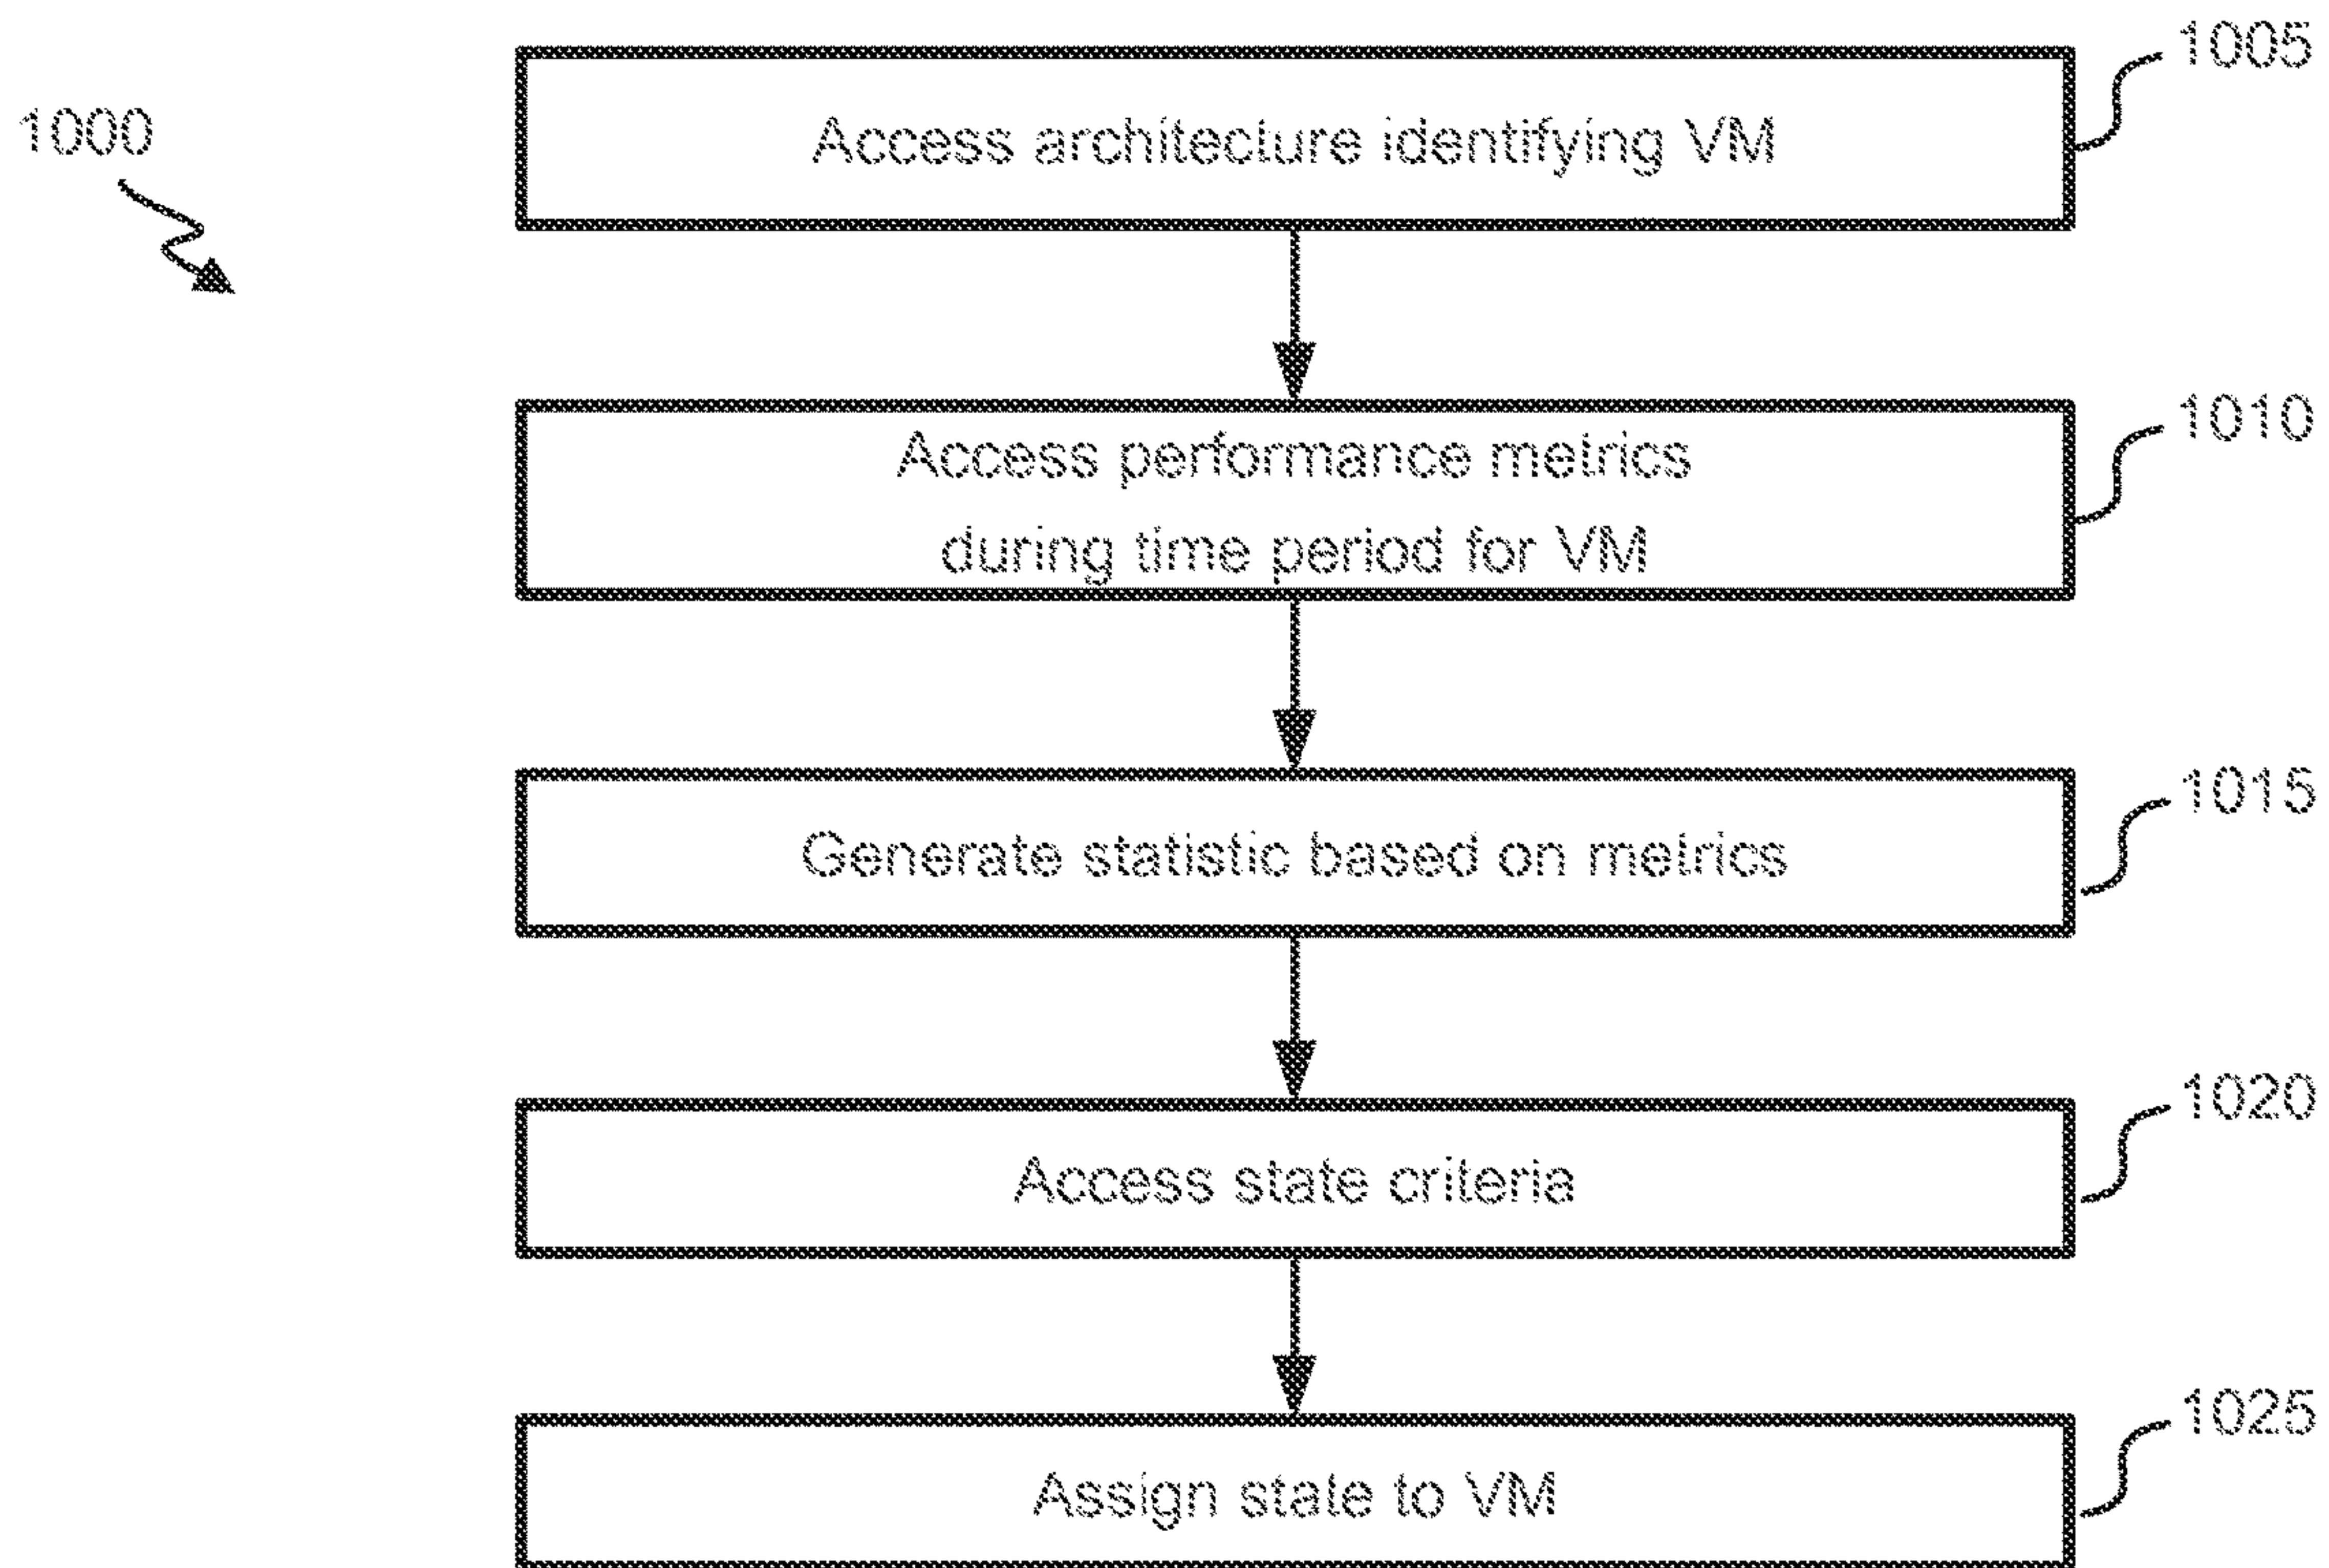 1005
Access architecture identifying VM
1000
1010
Access performance metrics
during time period for VM
1015
Generate statistic based on metrics
1020
Access state criteria
1025
Assign state to VM